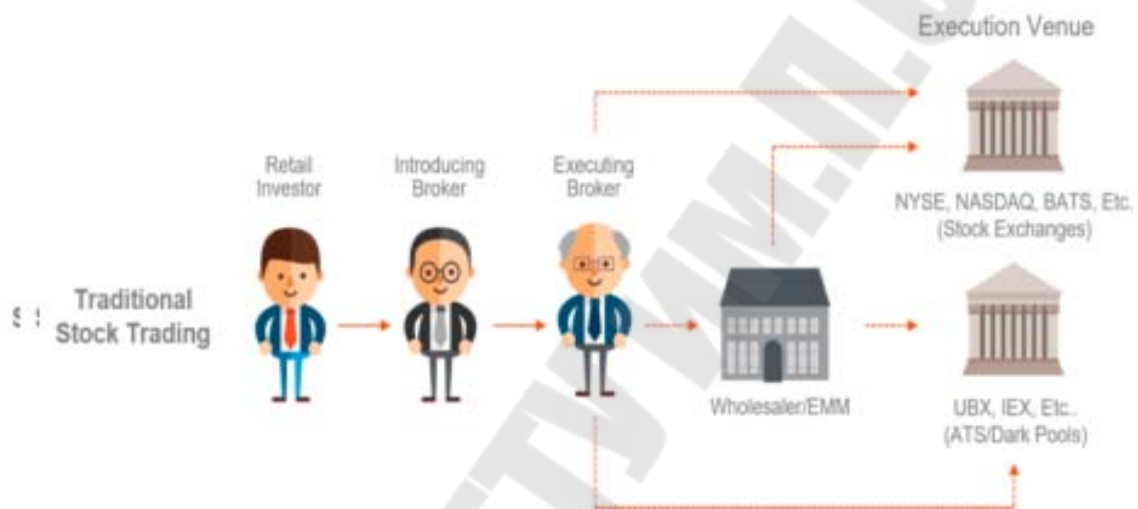 Execution Venue
Retail
Investor
Introducing
Broker
Executing
Broker
NYSE, NASDAQ, BATS, Etc.
(Stock Exchanges)
Traditional
Stock Trading
Wholesaler/EMM
UBX, IEX, Etc..
(ATS/Dark Pools)